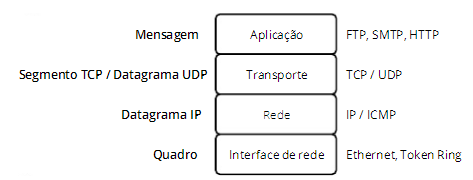 Mensagem Aplicação FTP, SMTP, HTTP
Segmento TCP / Datagrama UDP Transporte TCP / UDP
Datagrama IP Rede IP / ICMP
Quadro Interface de rede Ethernet, Token Ring